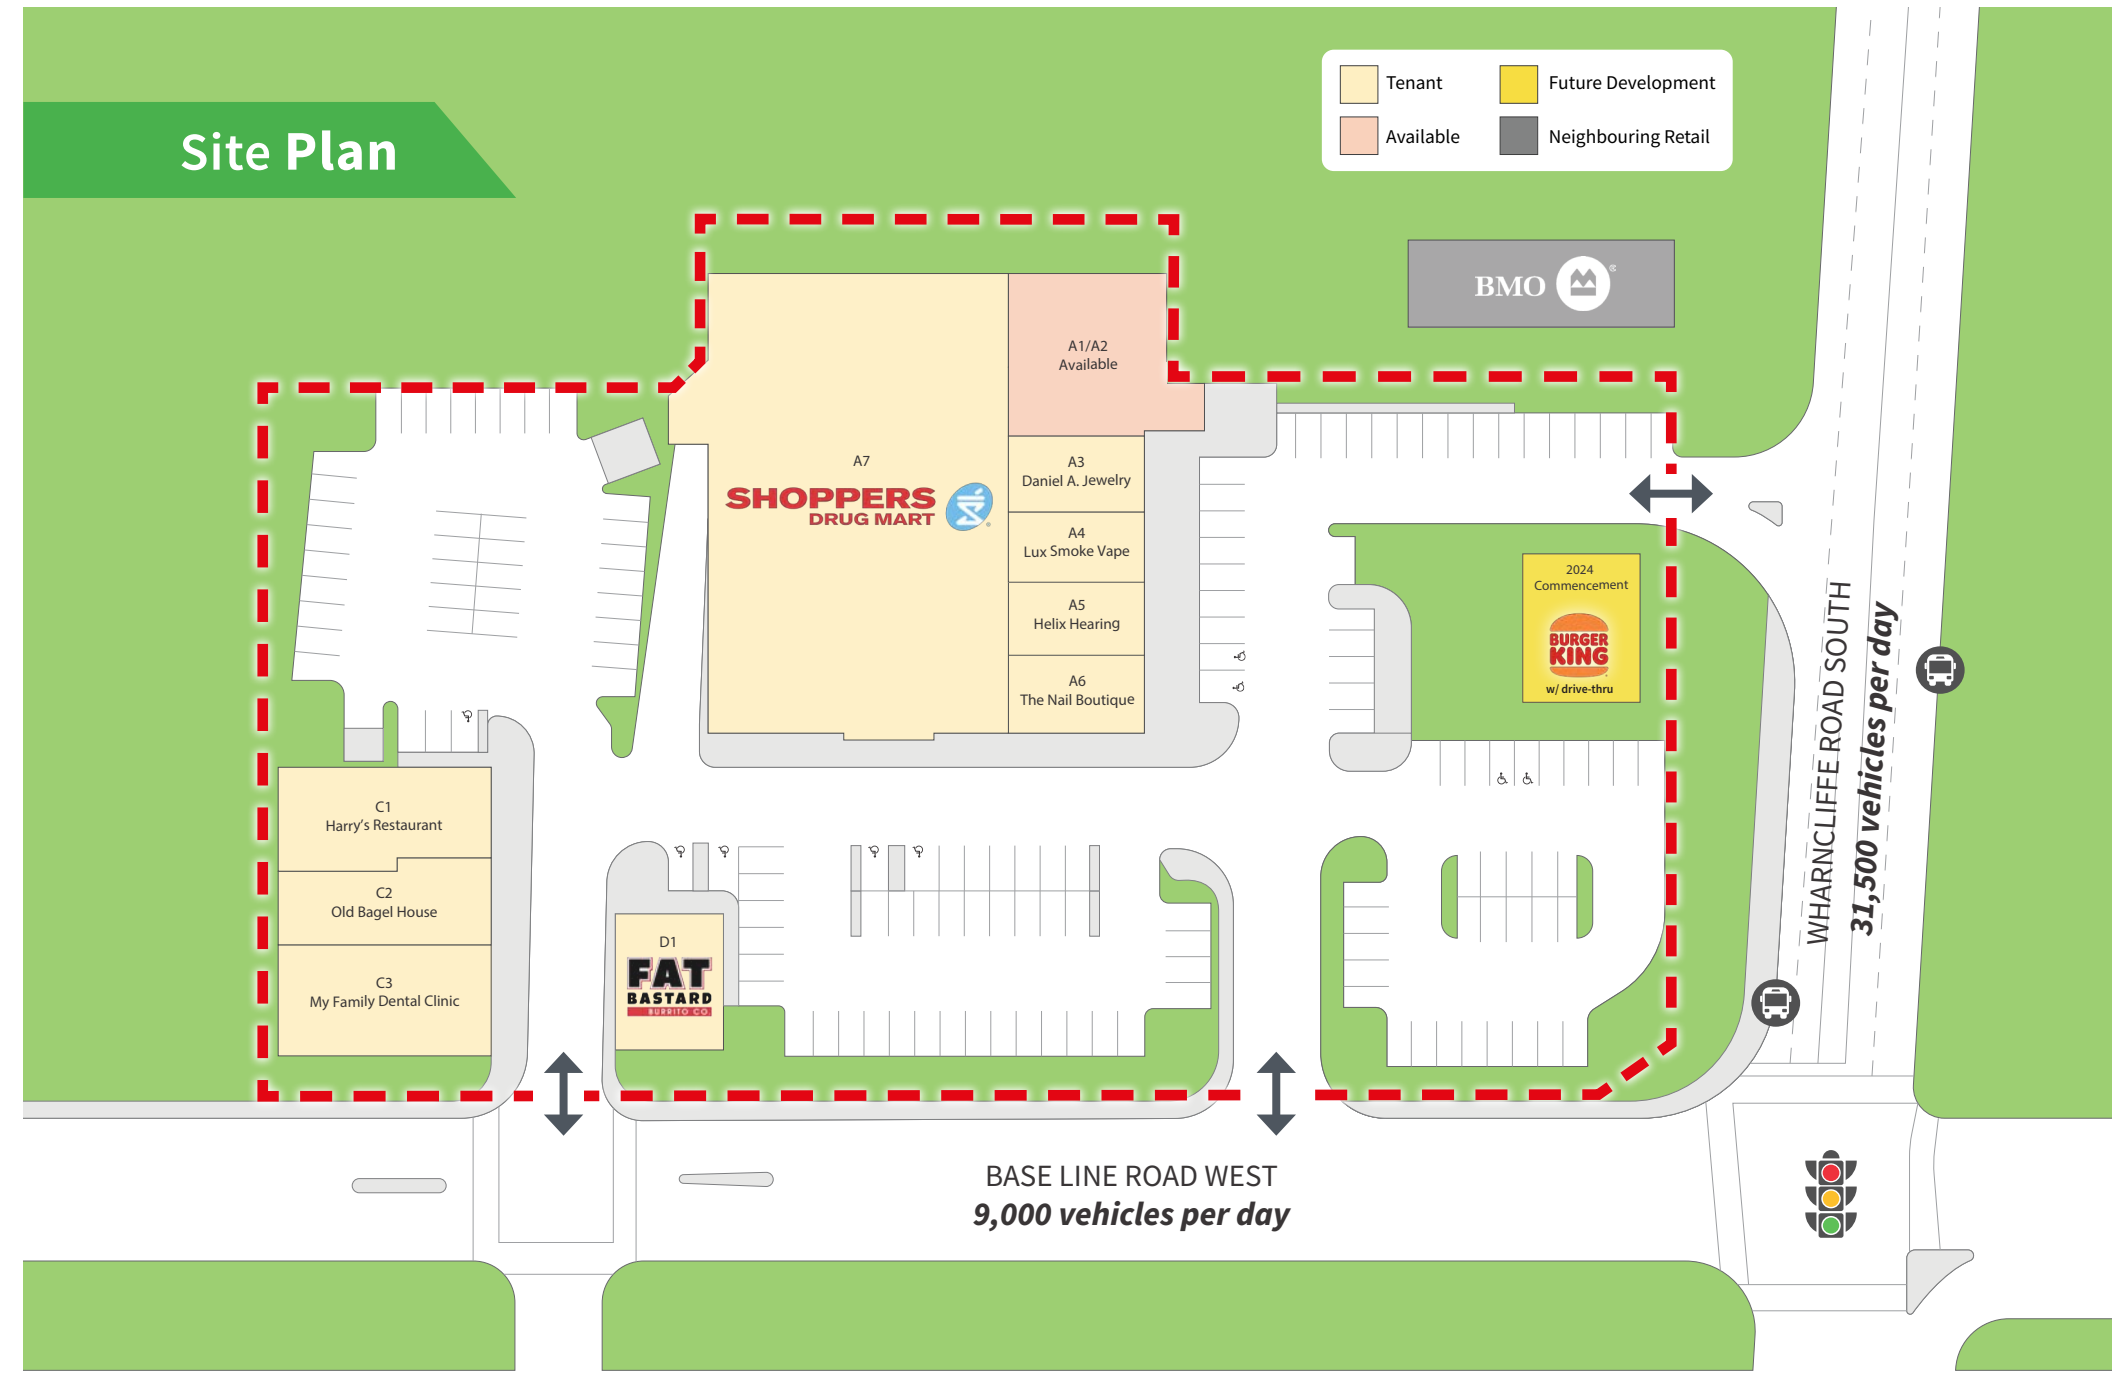 Site Plan
Tenant
Future Development
Available
Neighbouring Retail
BMO
A1/A2
Available
A7
SHOPPERS
DRUG MART
A3
Daniel A. Jewelry
A4
Lux Smoke Vape
A5
Helix Hearing
A6
The Nail Boutique
2024
Commencement
BURGER
KING
w/ drive-thru
C1
Harry's Restaurant
C2
Old Bagel House
C3
My Family Dental Clinic
D1
FAT
BASTARD
BURRITO CO
WHARNCLIFFE ROAD SOUTH
31,500 vehicles per day
BASE LINE ROAD WEST
9,000 vehicles per day